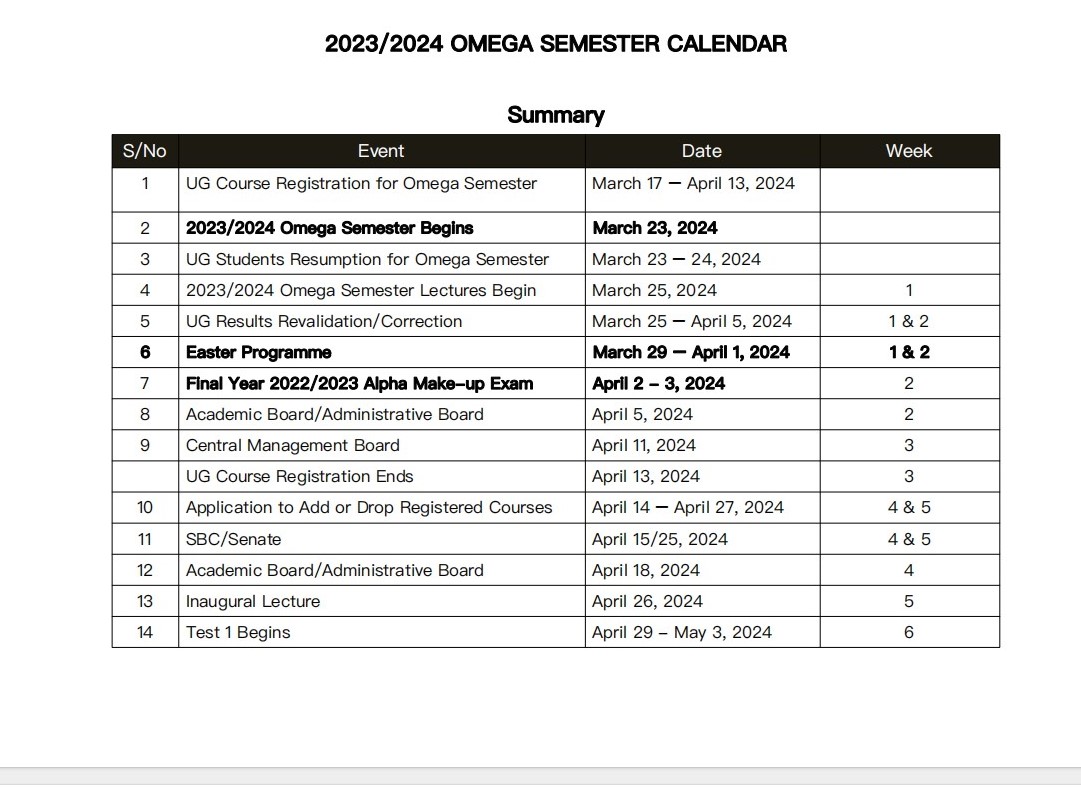 2023/2024 OMEGA SEMESTER CALENDAR
Summary
S/No Event Date Week
1 UG Course Registration for Omega Semester March 17 – April 13, 2024
2 2023/2024 Omega Semester Begins March 23, 2024
3 UG Students Resumption for Omega Semester March 23 – 24, 2024
4 2023/2024 Omega Semester Lectures Begin March 25, 2024 1
5 UG Results Revalidation/Correction March 25 – April 5, 2024 1 & 2
6 Easter Programme March 29 – April 1, 2024 1 & 2
7 Final Year 2022/2023 Alpha Make-up Exam April 2 – 3, 2024 2
8 Academic Board/Administrative Board April 5, 2024 2
9 Central Management Board April 11, 2024 3
UG Course Registration Ends April 13, 2024 3
10 Application to Add or Drop Registered Courses April 14 – April 27, 2024 4 & 5
11 SBC/Senate April 15/25, 2024 4 & 5
12 Academic Board/Administrative Board April 18, 2024 4
13 Inaugural Lecture April 26, 2024 5
14 Test 1 Begins April 29 – May 3, 2024 6